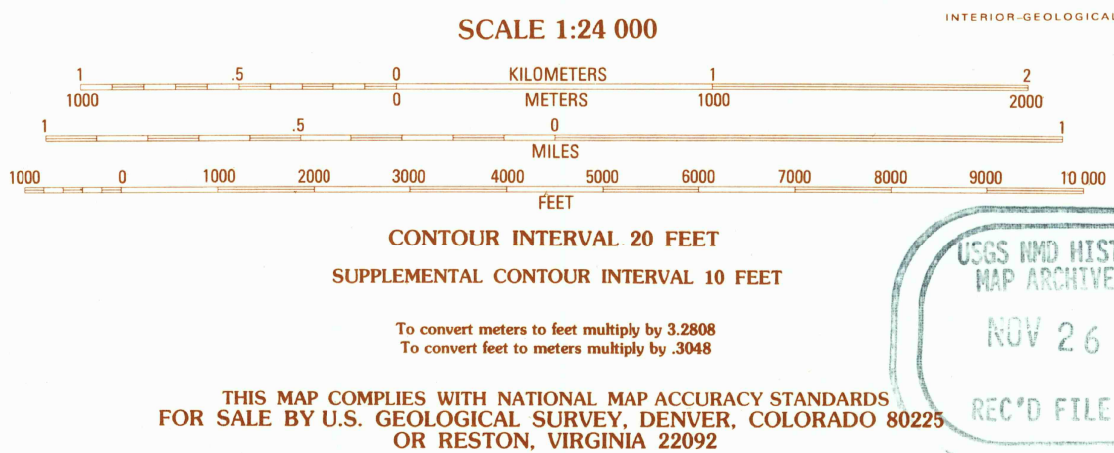 INTERIOR-GEOLOGICAL
SCALE 1:24 000
1 .5 0 KILOMETERS 1 2
1000 0 METERS 1000 2000
1 .5 0 1
MILES
1000 0 1000 2000 3000 4000 5000 6000 7000 8000 9000 10 000
FEET
CONTOUR INTERVAL 20 FEET
SUPPLEMENTAL CONTOUR INTERVAL 10 FEET
To convert meters to feet multiply by 3.2808
To convert feet to meters multiply by .3048
THIS MAP COMPLIES WITH NATIONAL MAP ACCURACY STANDARDS
FOR SALE BY U.S. GEOLOGICAL SURVEY, DENVER, COLORADO 80225
OR RESTON, VIRGINIA 22092
USGS NMD HIST
MAP ARCHIVE
NOV 26
REC'D FILE